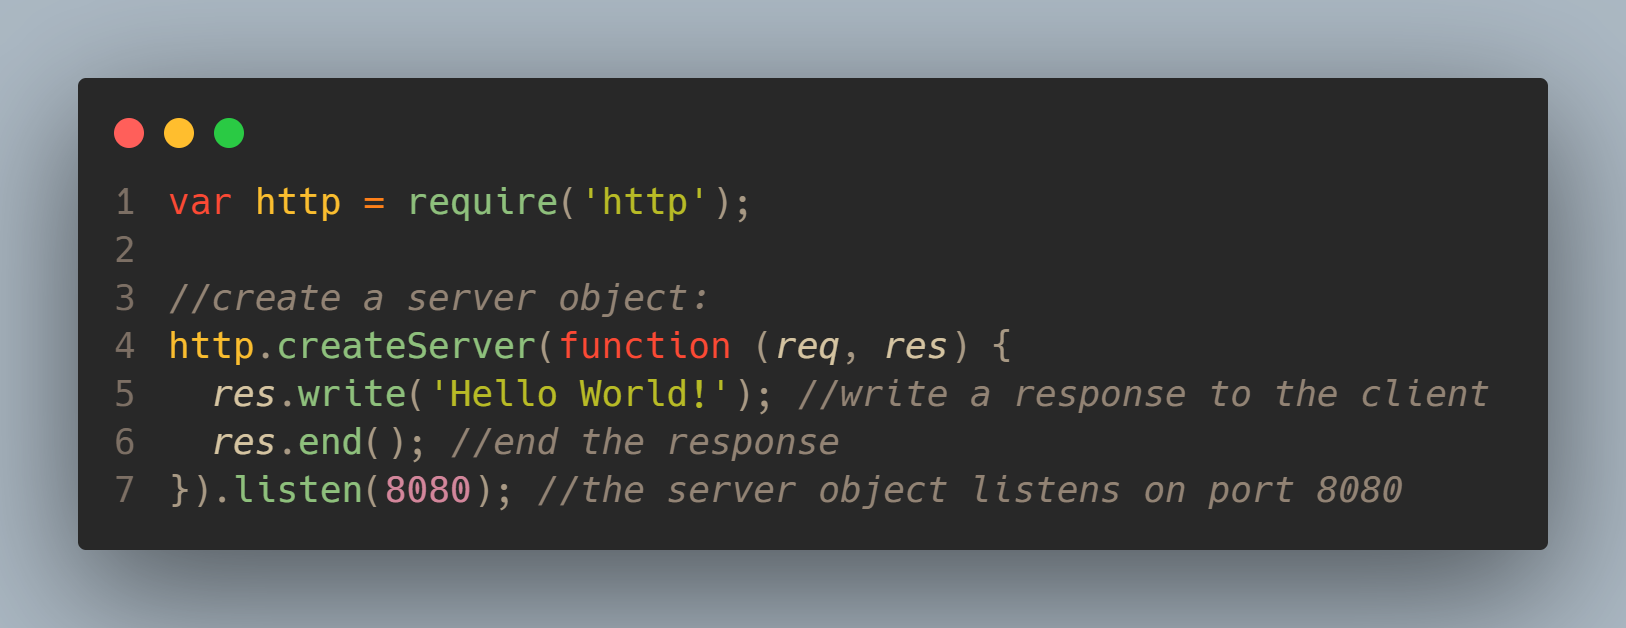 1 var http = require('http');
2
3 //create a server object:
4 http.createServer(function (req, res) {
5   res.write('Hello World!'); //write a response to the client
6   res.end(); //end the response
7 }).listen(8080); //the server object listens on port 8080